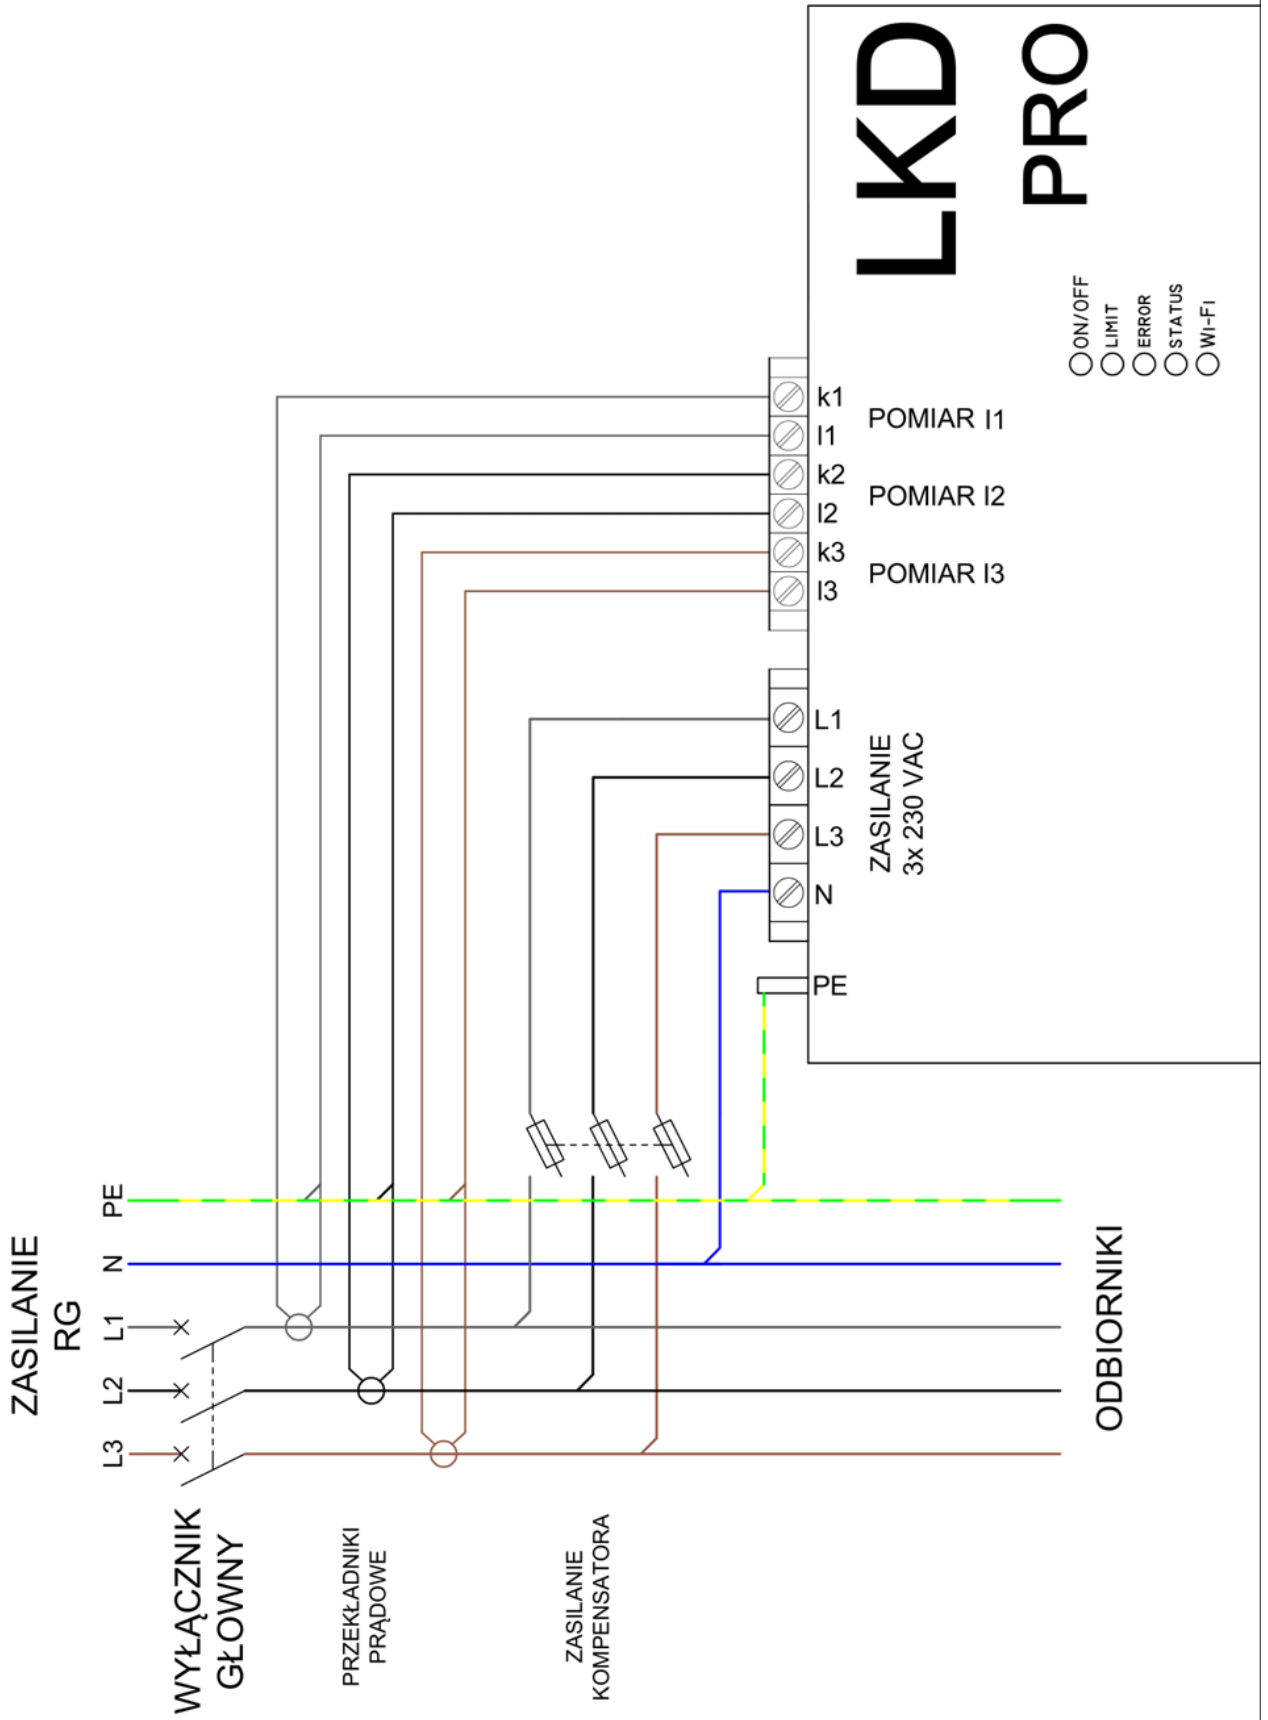 LKD
PRO
ON/OFF
LIMIT
ERROR
STATUS
WI-FI
k1
l1
POMIAR I1
k2
l2
POMIAR I2
k3
l3
POMIAR I3
L1
L2
L3
N
ZASILANIE
3x 230 VAC
PE
ZASILANIE
RG
PE
N
L1
L2
L3
ODBIORNIKI
WYŁĄCZNIK
GŁOWNY
PRZEKŁADNIKI
PRĄDOWE
ZASILANIE
KOMPENSATORA